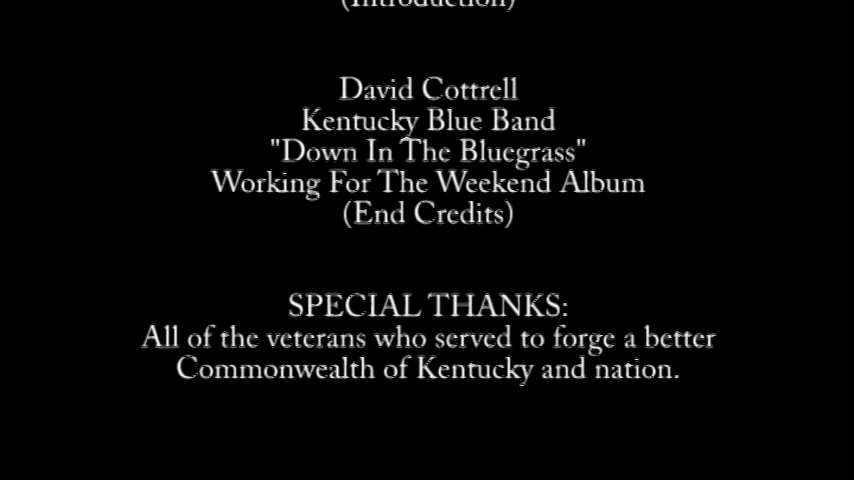 (Introduction)
David Cottrell
Kentucky Blue Band
"Down In The Bluegrass"
Working For The Weekend Album
(End Credits)
SPECIAL THANKS:
All of the veterans who served to forge a better
Commonwealth of Kentucky and nation.